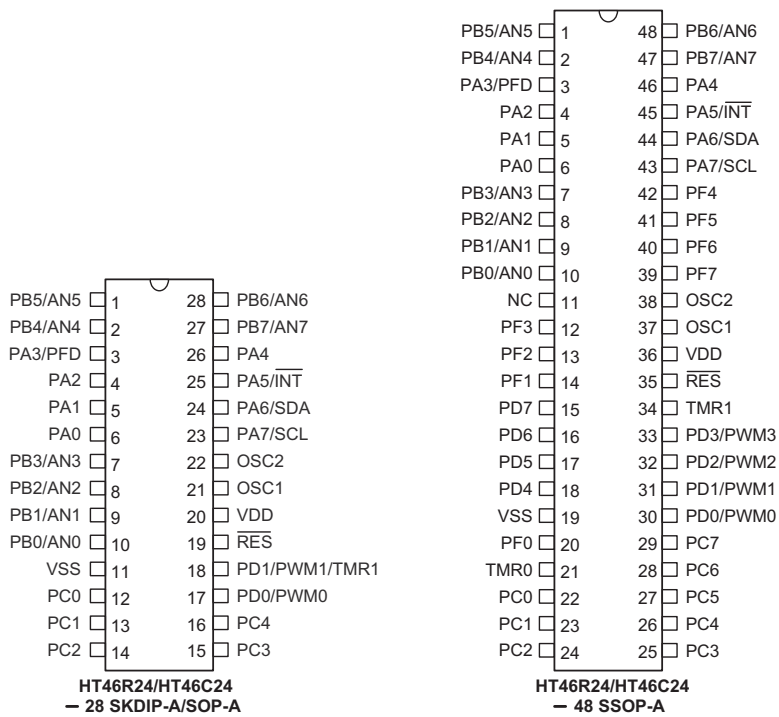 PB5/AN5 1 48 PB6/AN6
PB4/AN4 2 47 PB7/AN7
PA3/PFD 3 46 PA4
PA2 4 45 PA5/INT
PA1 5 44 PA6/SDA
PA0 6 43 PA7/SCL
PB3/AN3 7 42 PF4
PB2/AN2 8 41 PF5
PB1/AN1 9 40 PF6
PB0/AN0 10 39 PF7
NC 11 38 OSC2
PF3 12 37 OSC1
PF2 13 36 VDD
PF1 14 35 RES
PD7 15 34 TMR1
PD6 16 33 PD3/PWM3
PD5 17 32 PD2/PWM2
PD4 18 31 PD1/PWM1
VSS 19 30 PD0/PWM0
PF0 20 29 PC7
TMR0 21 28 PC6
PC0 22 27 PC5
PC1 23 26 PC4
PC2 24 25 PC3
HT46R24/HT46C24
– 48 SSOP-A
PB5/AN5 1 28 PB6/AN6
PB4/AN4 2 27 PB7/AN7
PA3/PFD 3 26 PA4
PA2 4 25 PA5/INT
PA1 5 24 PA6/SDA
PA0 6 23 PA7/SCL
PB3/AN3 7 22 OSC2
PB2/AN2 8 21 OSC1
PB1/AN1 9 20 VDD
PB0/AN0 10 19 RES
VSS 11 18 PD1/PWM1/TMR1
PC0 12 17 PD0/PWM0
PC1 13 16 PC4
PC2 14 15 PC3
HT46R24/HT46C24
– 28 SKDIP-A/SOP-A